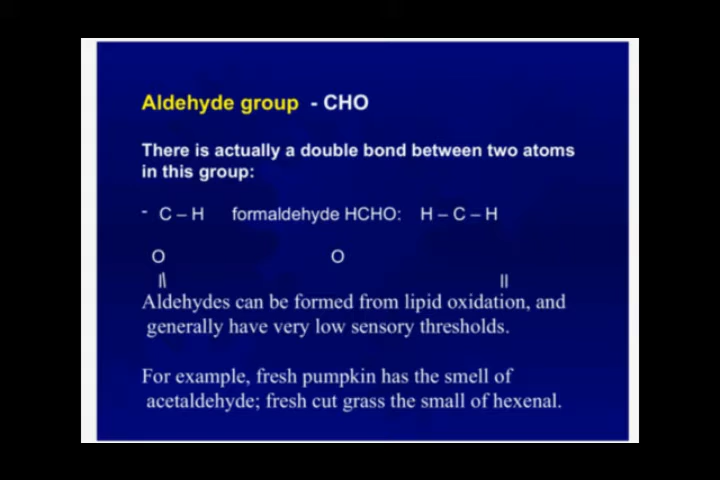 Aldehyde group - CHO
There is actually a double bond between two atoms
in this group:
- C – H formaldehyde HCHO: H – C – H
O O
|| ||
Aldehydes can be formed from lipid oxidation, and
generally have very low sensory thresholds.
For example, fresh pumpkin has the smell of
acetaldehyde; fresh cut grass the small of hexenal.